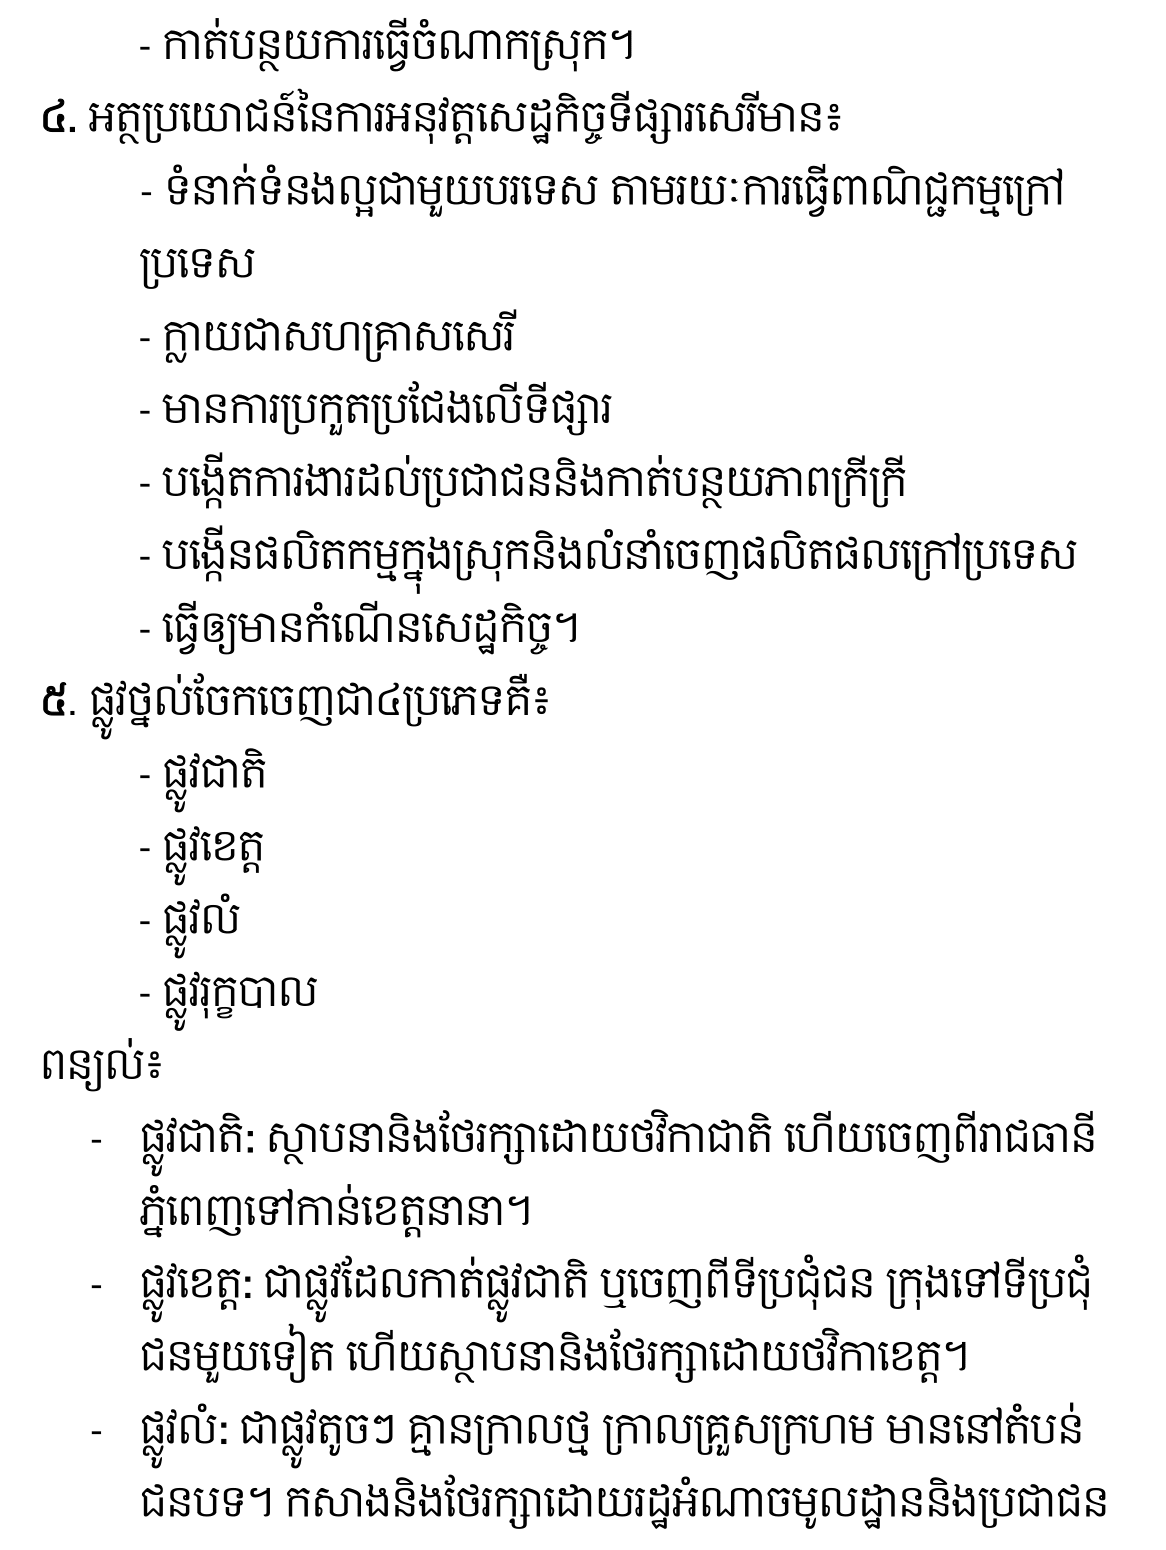 - កាត់បន្ថយការធ្វើចំណាកស្រុក។
៤. អត្ថប្រយោជន៍នៃការអនុវត្តសេដ្ឋកិច្ចទីផ្សារសេរីមាន៖
- ទំនាក់ទំនងល្អជាមួយបរទេស តាមរយៈការធ្វើពាណិជ្ជកម្មក្រៅ
ប្រទេស
- ក្លាយជាសហគ្រាសសេរី
- មានការប្រកួតប្រជែងលើទីផ្សារ
- បង្កើតការងារដល់ប្រជាជននិងកាត់បន្ថយភាពក្រីក្រី
- បង្កើនផលិតកម្មក្នុងស្រុកនិងលំនាំចេញផលិតផលក្រៅប្រទេស
- ធ្វើឲ្យមានកំណើនសេដ្ឋកិច្ច។
៥. ផ្លូវថ្នល់ចែកចេញជា៤ប្រភេទគឺ៖
- ផ្លូវជាតិ
- ផ្លូវខេត្ត
- ផ្លូវលំ
- ផ្លូវរុក្ខបាល
ពន្យល់៖
- ផ្លូវជាតិ: ស្ថាបនានិងថែរក្សាដោយថវិកាជាតិ ហើយចេញពីរាជធានី
ភ្នំពេញទៅកាន់ខេត្តនានា។
- ផ្លូវខេត្ត: ជាផ្លូវដែលកាត់ផ្លូវជាតិ ឬចេញពីទីប្រជុំជន ក្រុងទៅទីប្រជុំ
ជនមួយទៀត ហើយស្ថាបនានិងថែរក្សាដោយថវិកាខេត្ត។
- ផ្លូវលំ: ជាផ្លូវតូចៗ គ្មានក្រាលថ្ម ក្រាលគ្រួសក្រហម មាននៅតំបន់
ជនបទ។ កសាងនិងថែរក្សាដោយរដ្ឋអំណាចមូលដ្ឋាននិងប្រជាជន